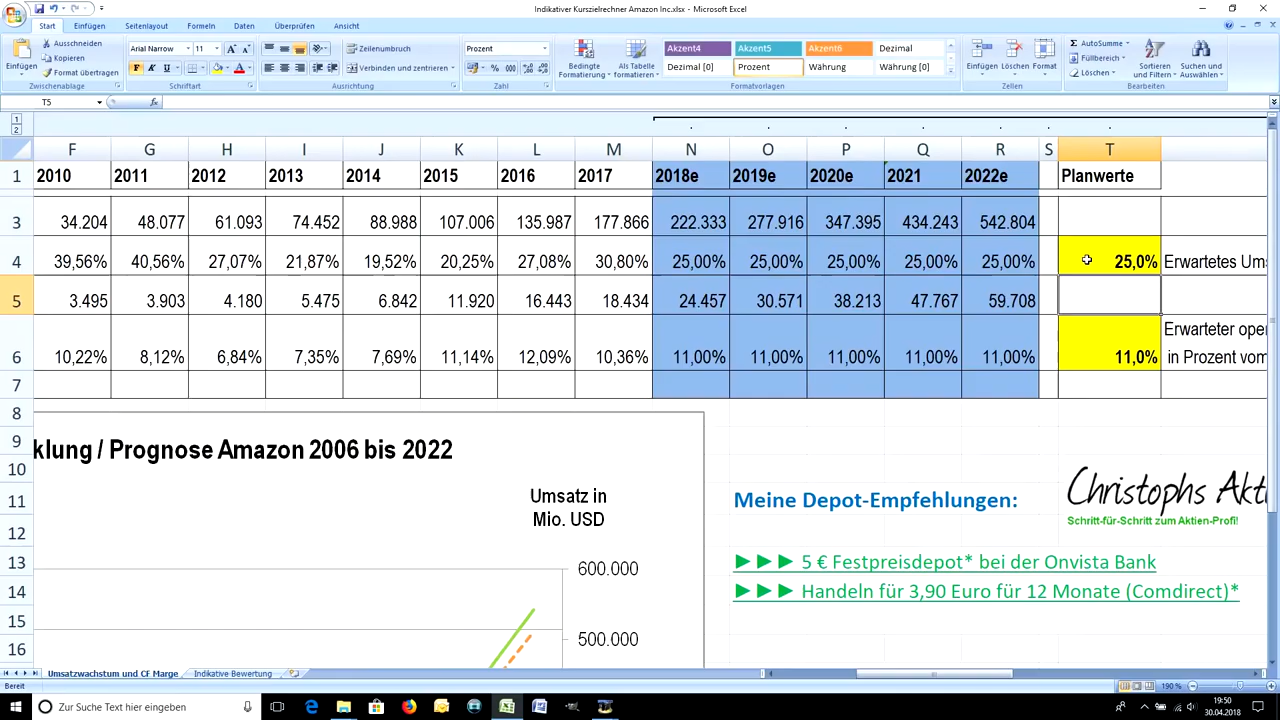 Indikativer Kurszielrechner Amazon Inc.xlsx - Microsoft Excel
Start Einfügen Seitenlayout Formeln Daten Überprüfen Ansicht
Einfügen Ausschneiden Kopieren Format übertragen
Arial Narrow 11 F K U
Zeilenumbruch Verbinden und zentrieren
Prozent % 000
Bedingte Formatierung Als Tabelle formatieren
Akzent4 Akzent5 Akzent6 Dezimal
Dezimal [0] Prozent Währung Währung [0]
Einfügen Löschen Format
AutoSumme Füllbereich Löschen
Sortieren und Filtern Suchen und Auswählen
Zwischenablage Schriftart Ausrichtung Zahl Formatvorlagen Zellen Bearbeiten
T5 fx
1
2
F G H I J K L M N O P Q R S T
1 2010 2011 2012 2013 2014 2015 2016 2017 2018e 2019e 2020e 2021 2022e Planwerte
3 34.204 48.077 61.093 74.452 88.988 107.006 135.987 177.866 222.333 277.916 347.395 434.243 542.804
4 39,56% 40,56% 27,07% 21,87% 19,52% 20,25% 27,08% 30,80% 25,00% 25,00% 25,00% 25,00% 25,00% 25,0% Erwartetes Ums
5 3.495 3.903 4.180 5.475 6.842 11.920 16.443 18.434 24.457 30.571 38.213 47.767 59.708
Erwarteter oper
6 10,22% 8,12% 6,84% 7,35% 7,69% 11,14% 12,09% 10,36% 11,00% 11,00% 11,00% 11,00% 11,00% 11,0% in Prozent vom
7
8
9 klung / Prognose Amazon 2006 bis 2022
10
11 Umsatz in Meine Depot-Empfehlungen: Christophs Akt
12 Mio. USD Schritt-für-Schritt zum Aktien-Profi!
13 600.000 ►►► 5 € Festpreisdepot* bei der Onvista Bank
14 ►►► Handeln für 3,90 Euro für 12 Monate (Comdirect)*
15
16 500.000
Umsatzwachstum und CF Marge Indikative Bewertung
Bereit 190 %
Zur Suche Text hier eingeben
19:50
30.04.2018